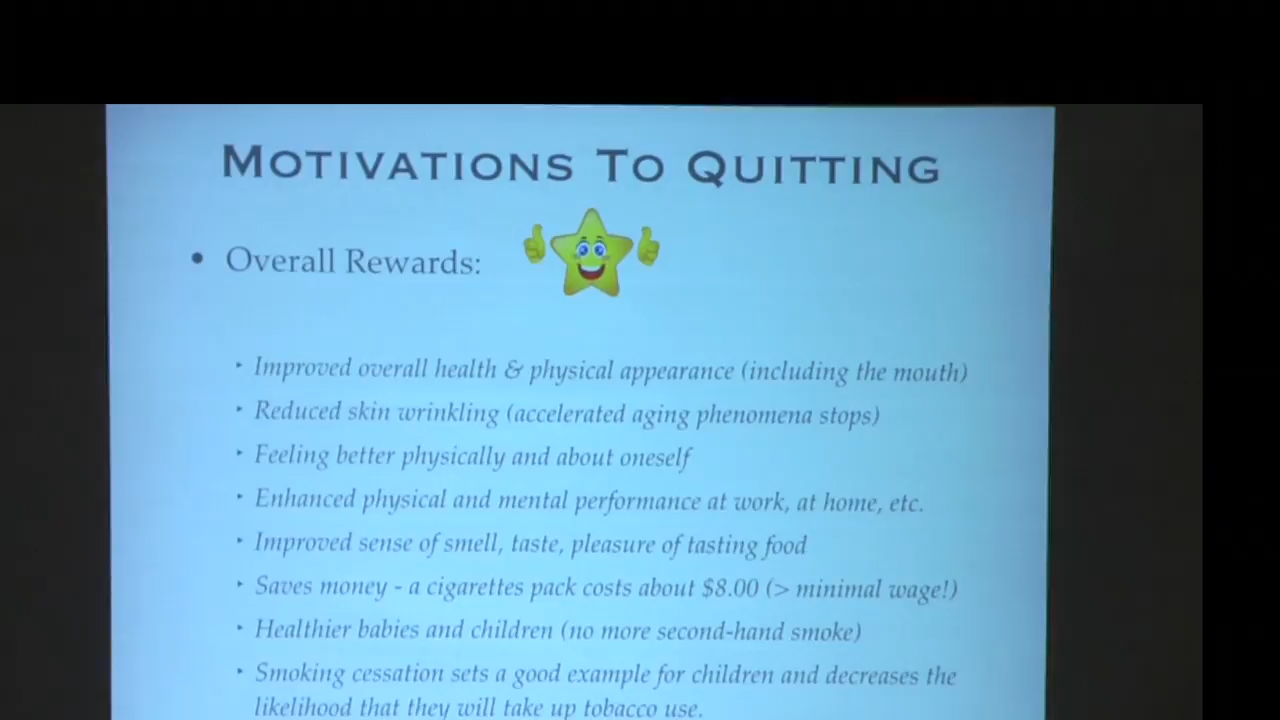 MOTIVATIONS TO QUITTING
• Overall Rewards:
‣ Improved overall health & physical appearance (including the mouth)
‣ Reduced skin wrinkling (accelerated aging phenomena stops)
‣ Feeling better physically and about oneself
‣ Enhanced physical and mental performance at work, at home, etc.
‣ Improved sense of smell, taste, pleasure of tasting food
‣ Saves money - a cigarettes pack costs about $8.00 (> minimal wage!)
‣ Healthier babies and children (no more second-hand smoke)
‣ Smoking cessation sets a good example for children and decreases the
likelihood that they will take up tobacco use.